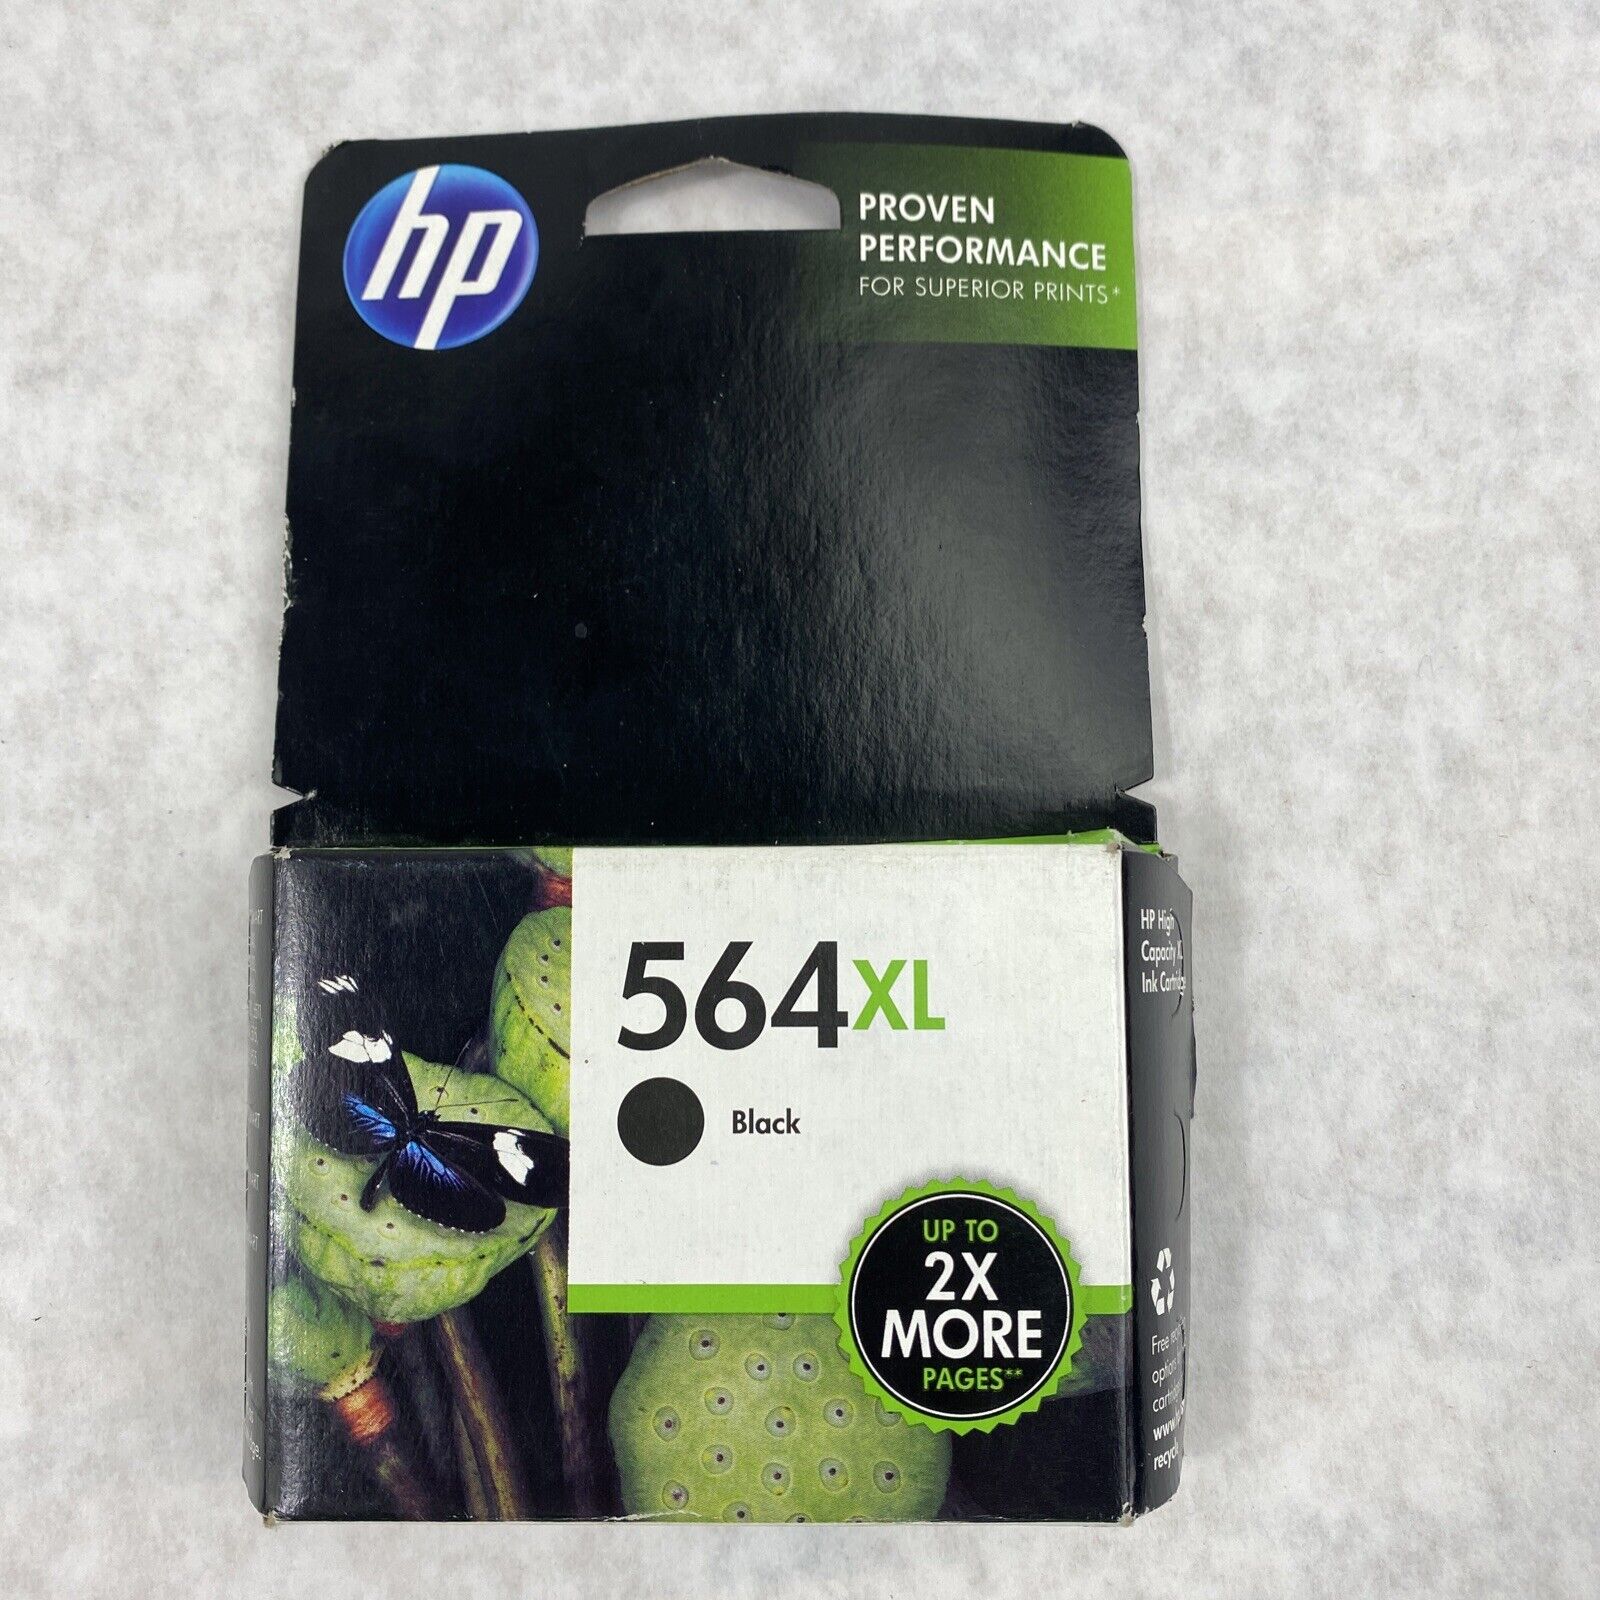 hp
PROVEN
PERFORMANCE
FOR SUPERIOR PRINTS*
564XL
Black
UP TO
2X
MORE
PAGES**
HP High
Capacity XL
Ink Cartridge
Free